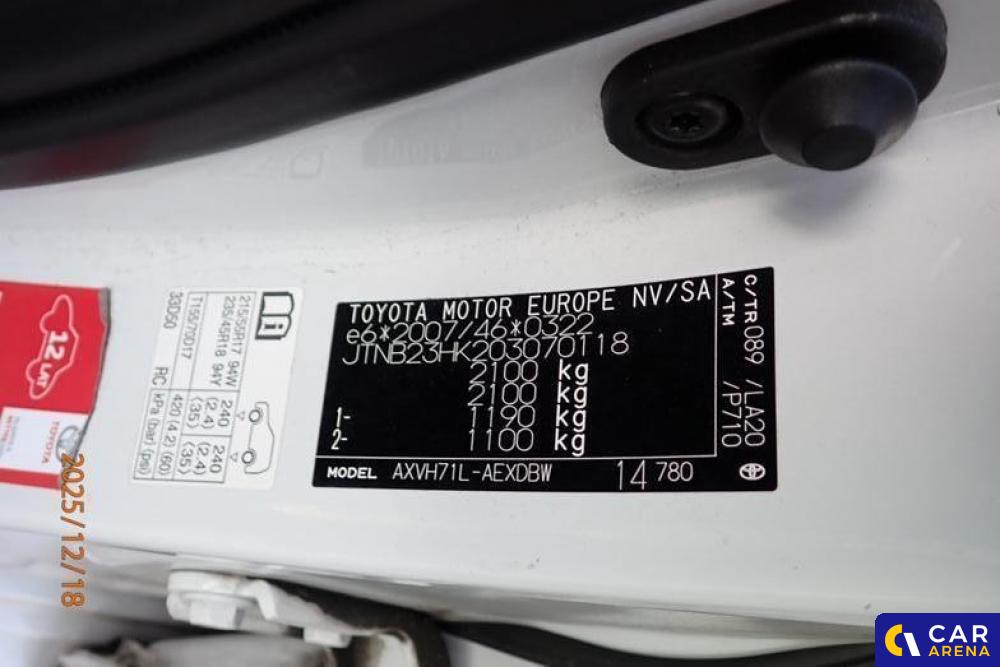 TOYOTA MOTOR EUROPE NV/SA
e6*2007/46*0322
JTNB23HK203070118
2100 kg
2100 kg
1- 1190 kg
2- 1100 kg
MODEL AXVH71L-AEXDBW 14 780
C/TR 089 /LA20
A/TM /P710
215/55R17 94W 240 (2.4) (35) 240 (2.4) (35)
235/45R18 94Y
T155/70D17 420 (4.2) (60)
33D50 RC kPa (bar) (psi)
i
12 LAT
TOYOTA
2025/12/18
CAR
ARENA